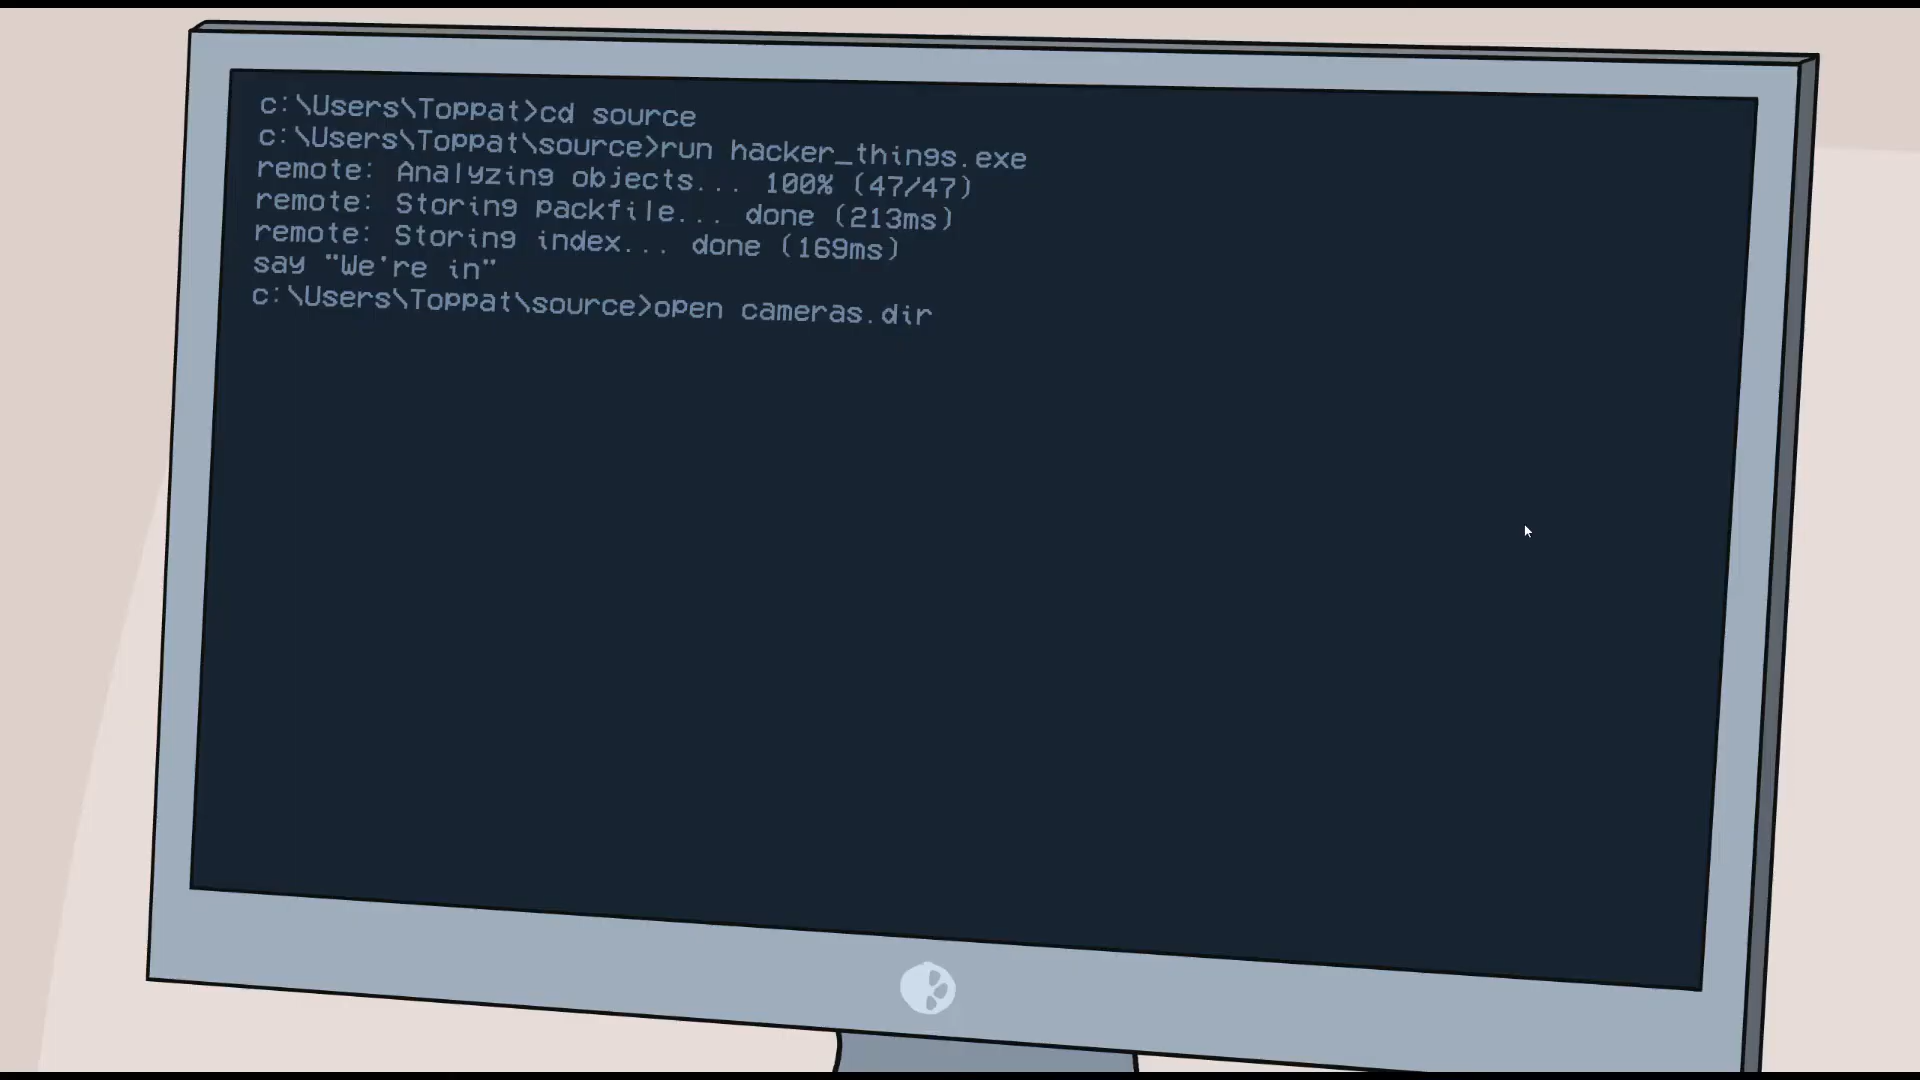 c:\Users\Toppat>cd source
c:\Users\Toppat\source>run hacker_things.exe
remote: Analyzing objects... 100% (47/47)
remote: Storing packfile... done (213ms)
remote: Storing index... done (169ms)
say "We're in"
c:\Users\Toppat\source>open cameras.dir